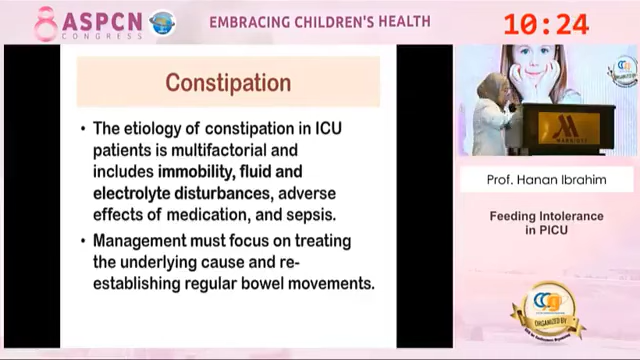 8 ASPCN
CONGRESS
EMBRACING CHILDREN'S HEALTH
10:24
Constipation
• The etiology of constipation in ICU
patients is multifactorial and
includes immobility, fluid and
electrolyte disturbances, adverse
effects of medication, and sepsis.
• Management must focus on treating
the underlying cause and re-
establishing regular bowel movements.
MARRIOTT
Prof. Hanan Ibrahim
Feeding Intolerance
in PICU
ORGANIZED BY